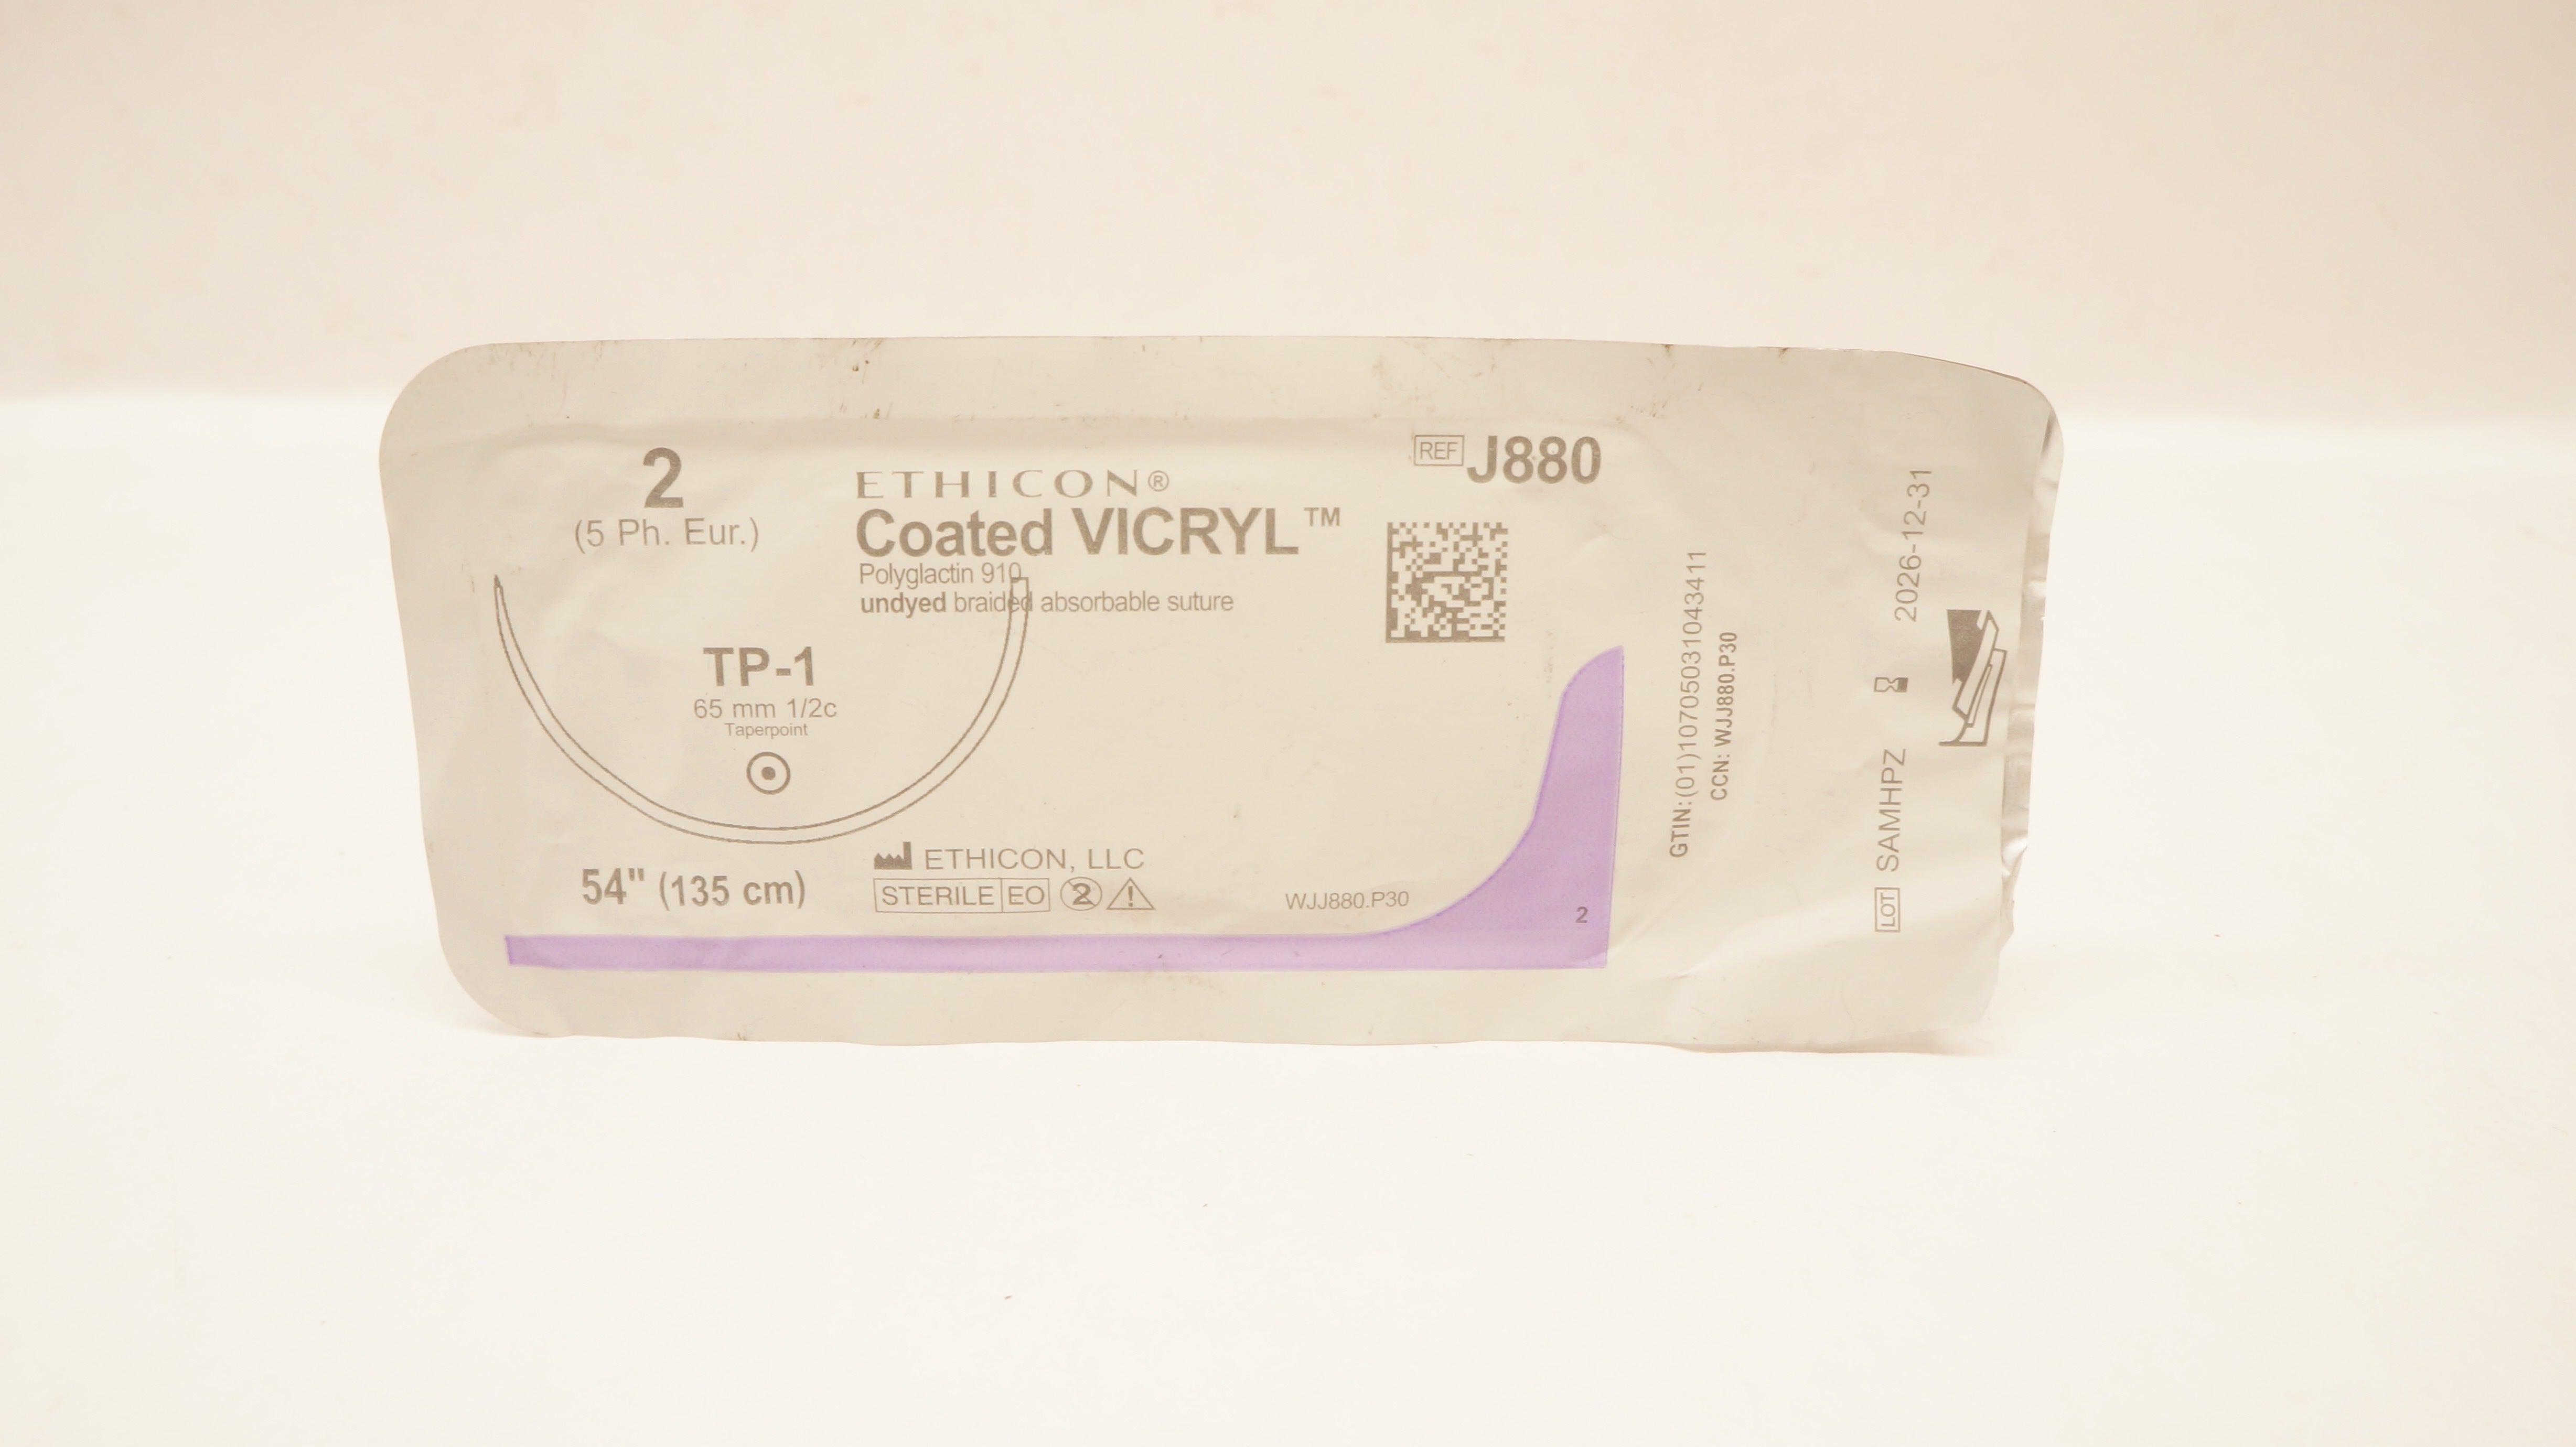 2
(5 Ph. Eur.)
ETHICON®
Coated VICRYL™
Polyglactin 910
undyed braided absorbable suture
REF J880
TP-1
65 mm 1/2c
Taperpoint
54" (135 cm)
ETHICON, LLC
STERILE EO 2
WJJ880.P30
2
GTIN:(01)10705031043411
CCN: WJJ880.P30
LOT SAMHPZ 2026-12-31